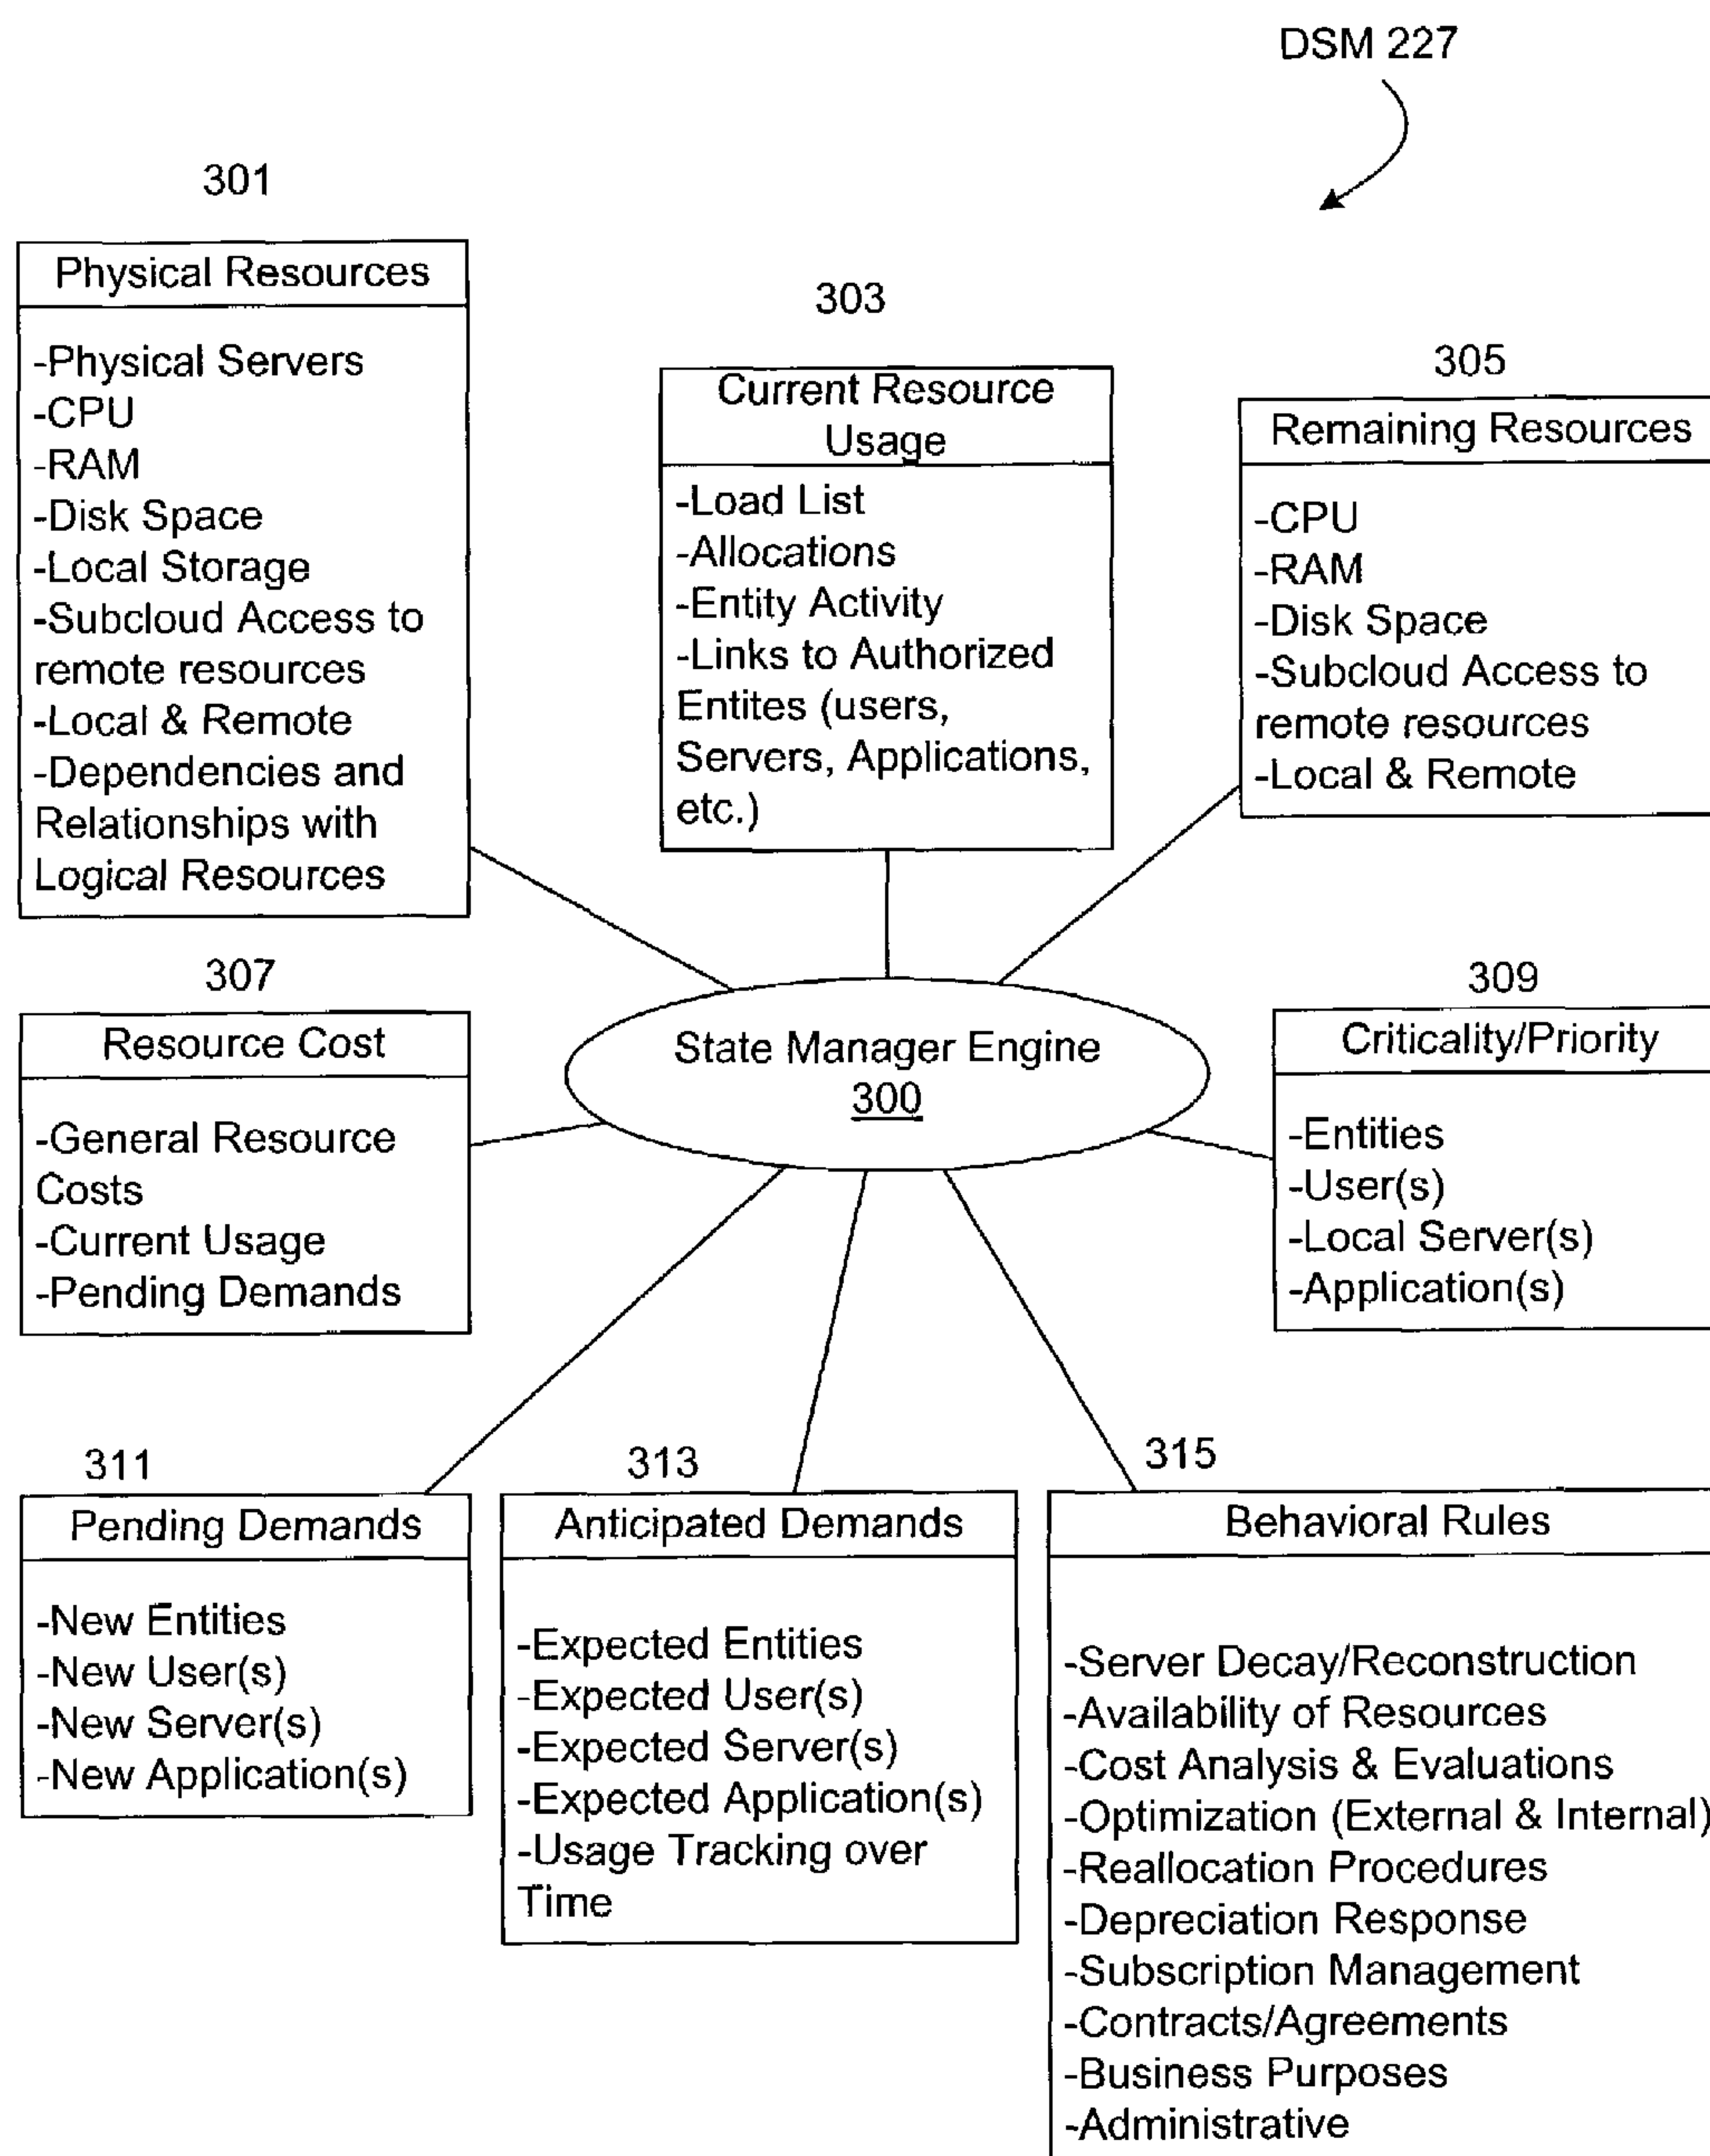 DSM 227
301
Physical Resources
-Physical Servers
-CPU
-RAM
-Disk Space
-Local Storage
-Subcloud Access to
remote resources
-Local & Remote
-Dependencies and
Relationships with
Logical Resources
303
Current Resource
Usage
-Load List
-Allocations
-Entity Activity
-Links to Authorized
Entites (users,
Servers, Applications,
etc.)
305
Remaining Resources
-CPU
-RAM
-Disk Space
-Subcloud Access to
remote resources
-Local & Remote
307
Resource Cost
-General Resource
Costs
-Current Usage
-Pending Demands
State Manager Engine
300
309
Criticality/Priority
-Entities
-User(s)
-Local Server(s)
-Application(s)
311
Pending Demands
-New Entities
-New User(s)
-New Server(s)
-New Application(s)
313
Anticipated Demands
-Expected Entities
-Expected User(s)
-Expected Server(s)
-Expected Application(s)
-Usage Tracking over
Time
315
Behavioral Rules
-Server Decay/Reconstruction
-Availability of Resources
-Cost Analysis & Evaluations
-Optimization (External & Internal)
-Reallocation Procedures
-Depreciation Response
-Subscription Management
-Contracts/Agreements
-Business Purposes
-Administrative